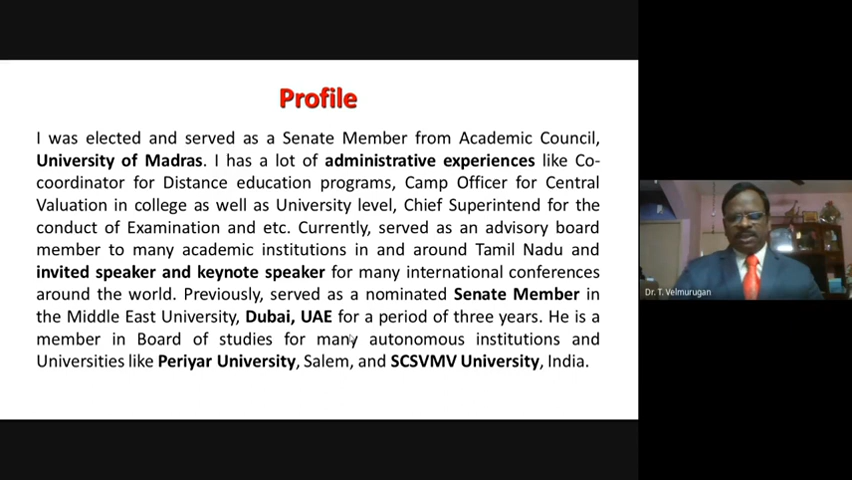 Profile
I was elected and served as a Senate Member from Academic Council,
University of Madras. I has a lot of administrative experiences like Co-
coordinator for Distance education programs, Camp Officer for Central
Valuation in college as well as University level, Chief Superintend for the
conduct of Examination and etc. Currently, served as an advisory board
member to many academic institutions in and around Tamil Nadu and
invited speaker and keynote speaker for many international conferences
around the world. Previously, served as a nominated Senate Member in
the Middle East University, Dubai, UAE for a period of three years. He is a
member in Board of studies for many autonomous institutions and
Universities like Periyar University, Salem, and SCSVMV University, India.
Dr. T. Velmurugan